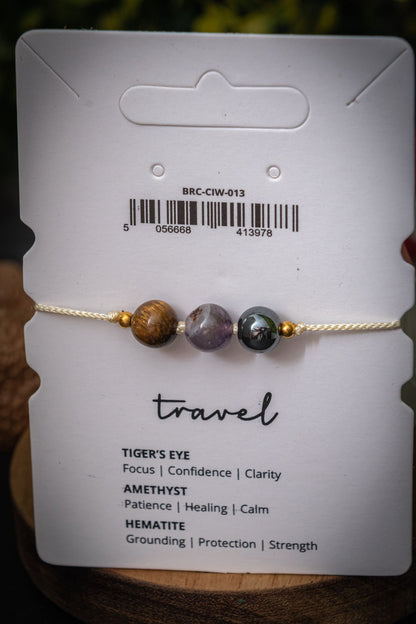 BRC-CIW-013
5 056668 413978
travel
TIGER'S EYE
Focus | Confidence | Clarity
AMETHYST
Patience | Healing | Calm
HEMATITE
Grounding | Protection | Strength